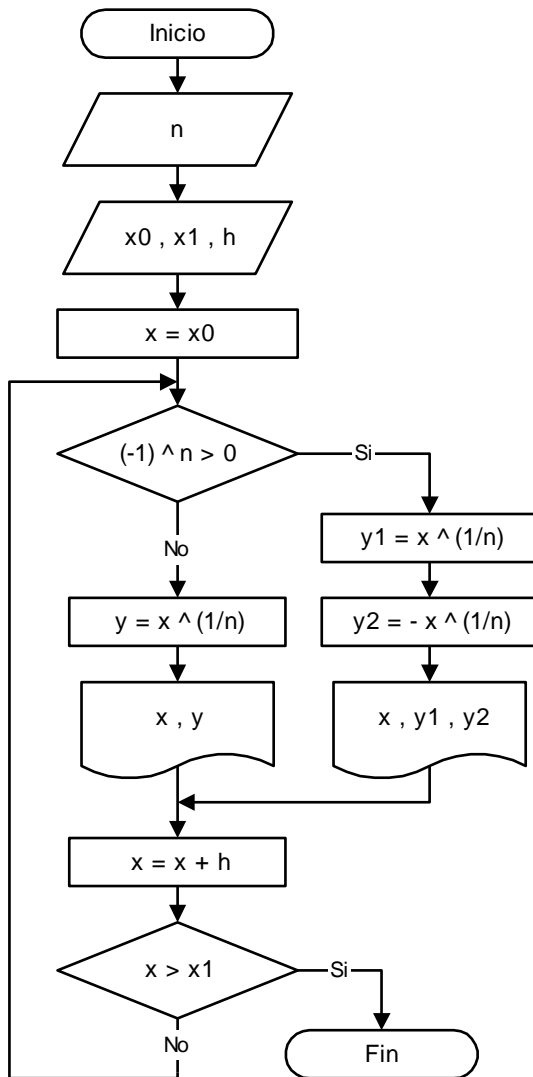 Inicio
n
x0 , x1 , h
x = x0
(-1) ^ n > 0
Si
No
y1 = x ^ (1/n)
y = x ^ (1/n)
y2 = - x ^ (1/n)
x , y
x , y1 , y2
x = x + h
x > x1
Si
No
Fin